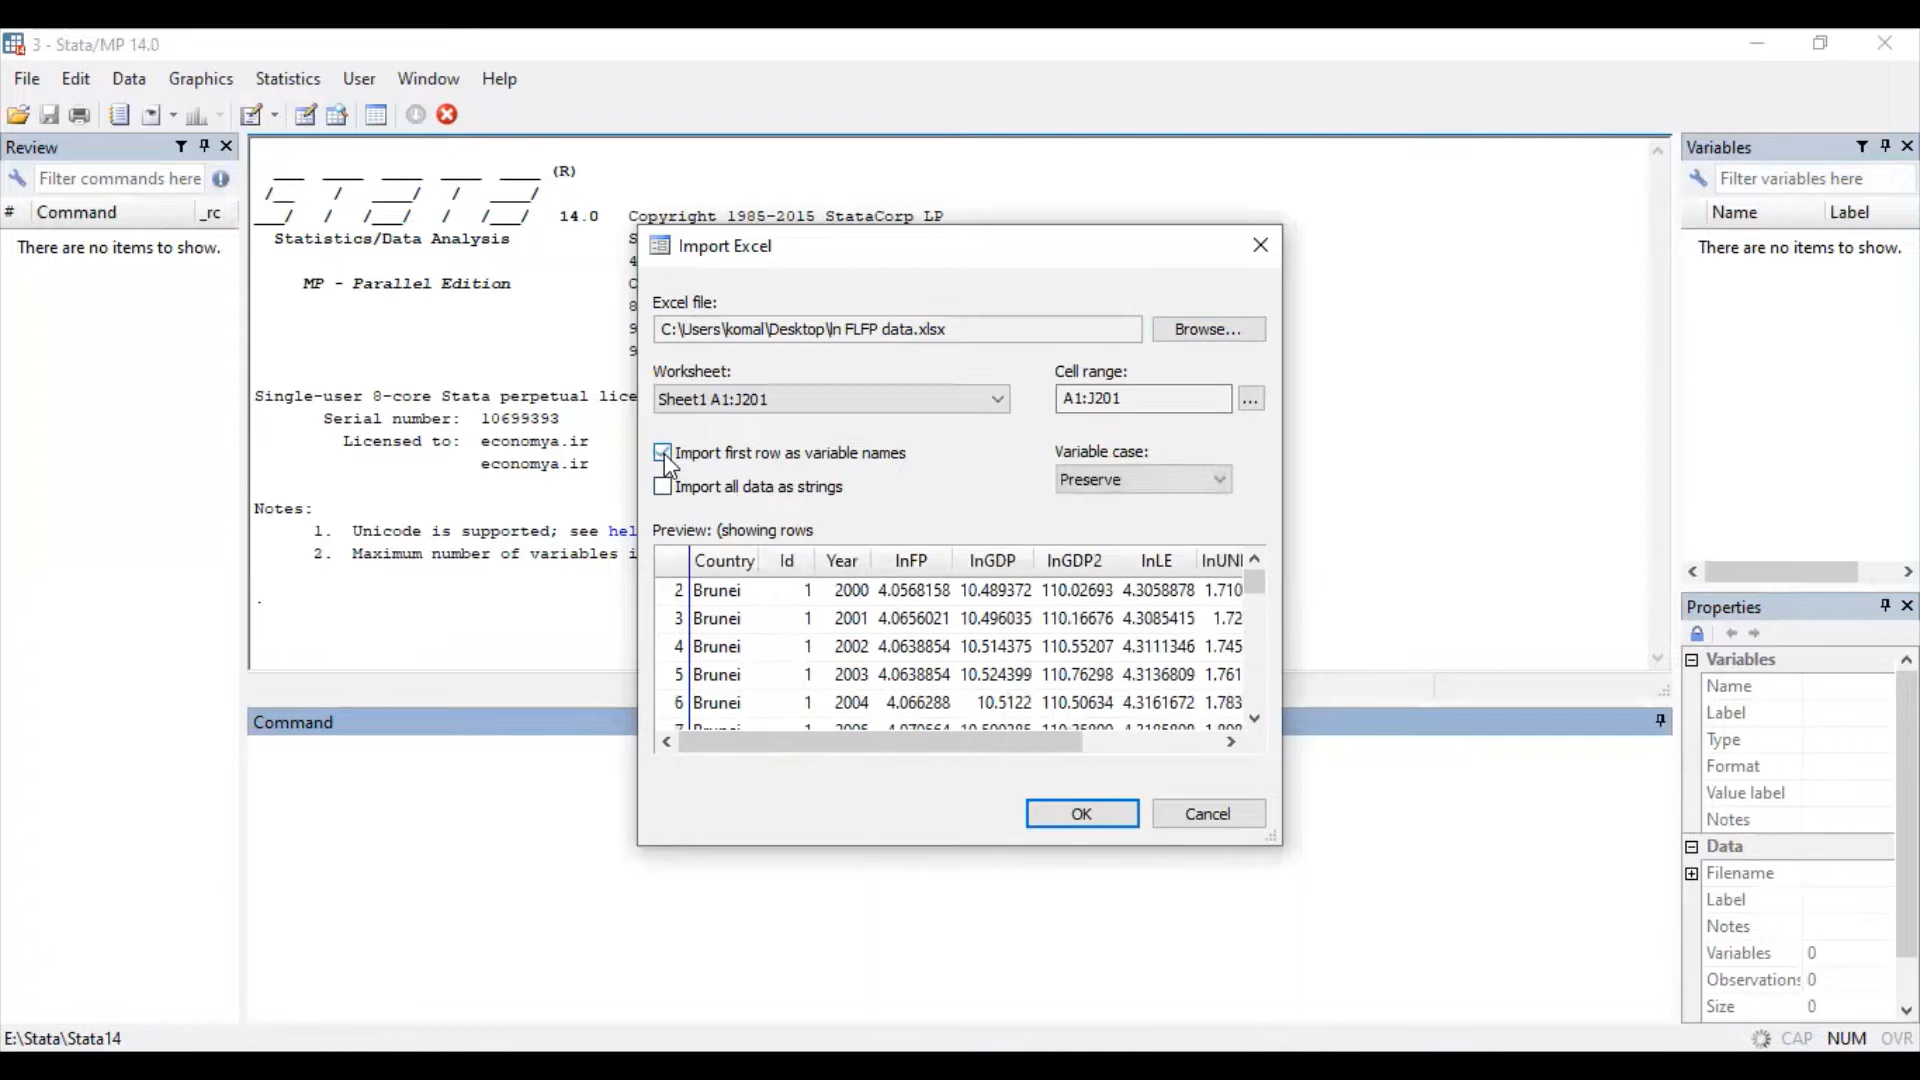 3 - Stata/MP 14.0
File Edit Data Graphics Statistics User Window Help
Review
Filter commands here
# Command _rc
There are no items to show.
(R)
14.0 Copyright 1985-2015 StataCorp LP
Statistics/Data Analysis
MP - Parallel Edition
Single-user 8-core Stata perpetual lice
Serial number: 10699393
Licensed to: economya.ir
economya.ir
Notes:
1. Unicode is supported; see hel
2. Maximum number of variables i
.
Command
Import Excel
Excel file:
C:\Users\komal\Desktop\ln FLFP data.xlsx
Browse...
Worksheet: Cell range:
Sheet1 A1:J201 A1:J201 ...
Import first row as variable names Variable case:
Import all data as strings Preserve
Preview: (showing rows
Country Id Year lnFP lnGDP lnGDP2 lnLE lnUNI
2 Brunei 1 2000 4.0568158 10.489372 110.02693 4.3058878 1.710
3 Brunei 1 2001 4.0656021 10.496035 110.16676 4.3085415 1.72
4 Brunei 1 2002 4.0638854 10.514375 110.55207 4.3111346 1.745
5 Brunei 1 2003 4.0638854 10.524399 110.76298 4.3136809 1.761
6 Brunei 1 2004 4.066288 10.5122 110.50634 4.3161672 1.783
OK Cancel
Variables
Filter variables here
Name Label
There are no items to show.
Properties
Variables
Name
Label
Type
Format
Value label
Notes
Data
Filename
Label
Notes
Variables 0
Observations 0
Size 0
E:\Stata\Stata14
CAP NUM OVR